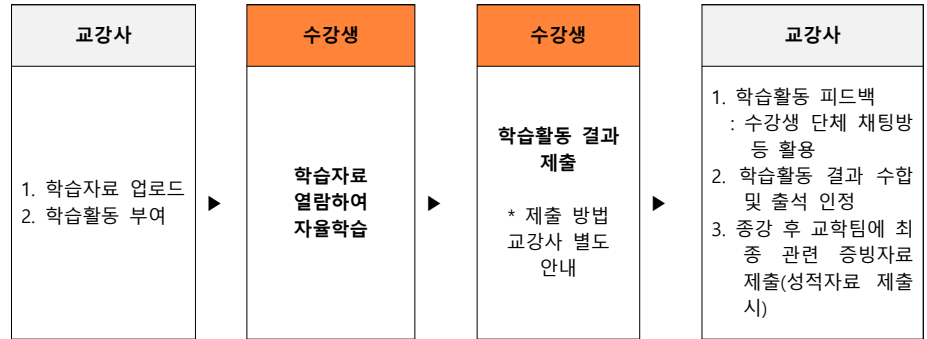 교강사
1. 학습자료 업로드
2. 학습활동 부여
▶
수강생
학습자료
열람하여
자율학습
▶
수강생
학습활동 결과
제출
* 제출 방법
교강사 별도
안내
▶
교강사
1. 학습활동 피드백
: 수강생 단체 채팅방
등 활용
2. 학습활동 결과 수합
및 출석 인정
3. 종강 후 교학팀에 최
종 관련 증빙자료
제출(성적자료 제출
시)